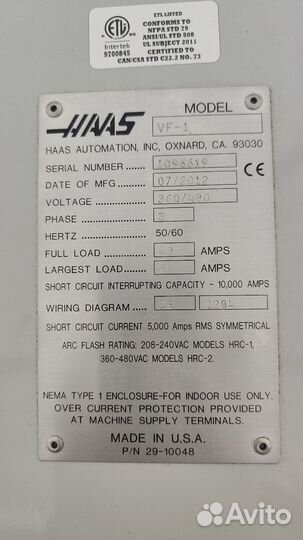 ETL LISTED
CONFORMS TO
NFPA STD 79
ANSI/UL STD 508
UL SUBJECT 2011
CERTIFIED TO
CAN/CSA STD C22.2 NO. 73
Intertek
9700845
HAAS
MODEL
VF-1
HAAS AUTOMATION, INC, OXNARD, CA. 93030
SERIAL NUMBER 1096619
CE
DATE OF MFG. 07/2012
VOLTAGE 360/480
PHASE 3
HERTZ 50/60
FULL LOAD AMPS
LARGEST LOAD AMPS
SHORT CIRCUIT INTERRUPTING CAPACITY - 10,000 AMPS
WIRING DIAGRAM
SHORT CIRCUIT CURRENT 5,000 Amps RMS SYMMETRICAL
ARC FLASH RATING: 208-240VAC MODELS HRC-1,
360-480VAC MODELS HRC-2.
NEMA TYPE 1 ENCLOSURE-FOR INDOOR USE ONLY.
OVER CURRENT PROTECTION PROVIDED
AT MACHINE SUPPLY TERMINALS.
MADE IN U.S.A.
P/N 29-10048
Avito